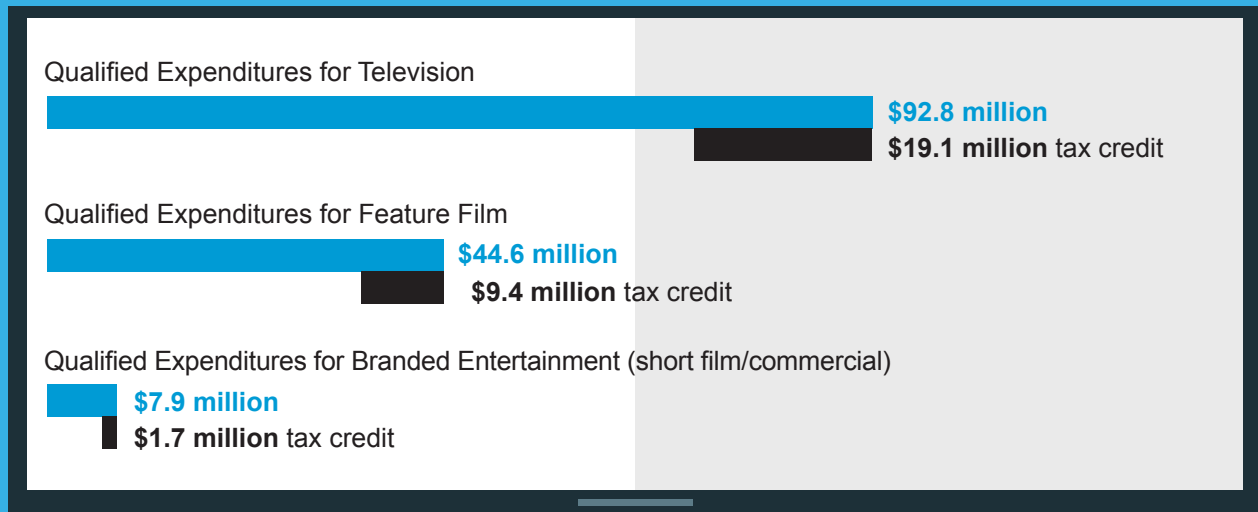 Qualified Expenditures for Television
$92.8 million
$19.1 million tax credit
Qualified Expenditures for Feature Film
$44.6 million
$9.4 million tax credit
Qualified Expenditures for Branded Entertainment (short film/commercial)
$7.9 million
$1.7 million tax credit